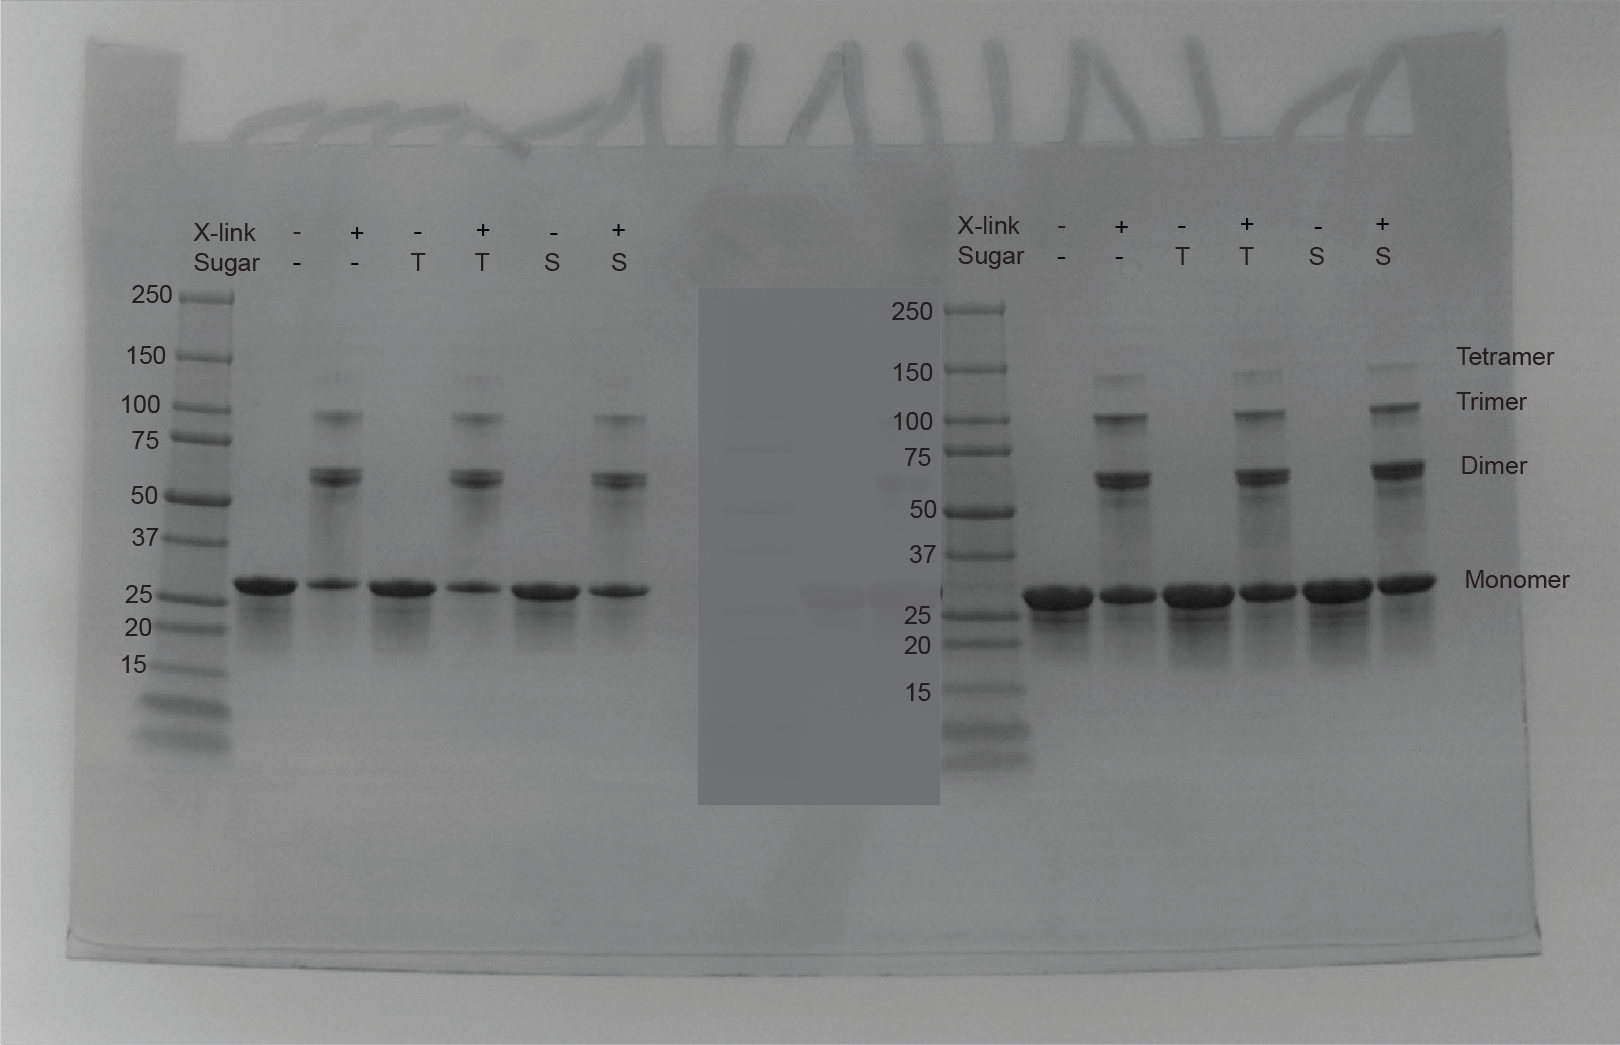 X-link - + - + - +
Sugar - - T T S S
250
150
100
75
50
37
25
20
15
X-link - + - + - +
Sugar - - T T S S
250
150
100
75
50
37
25
20
15
Tetramer
Trimer
Dimer
Monomer